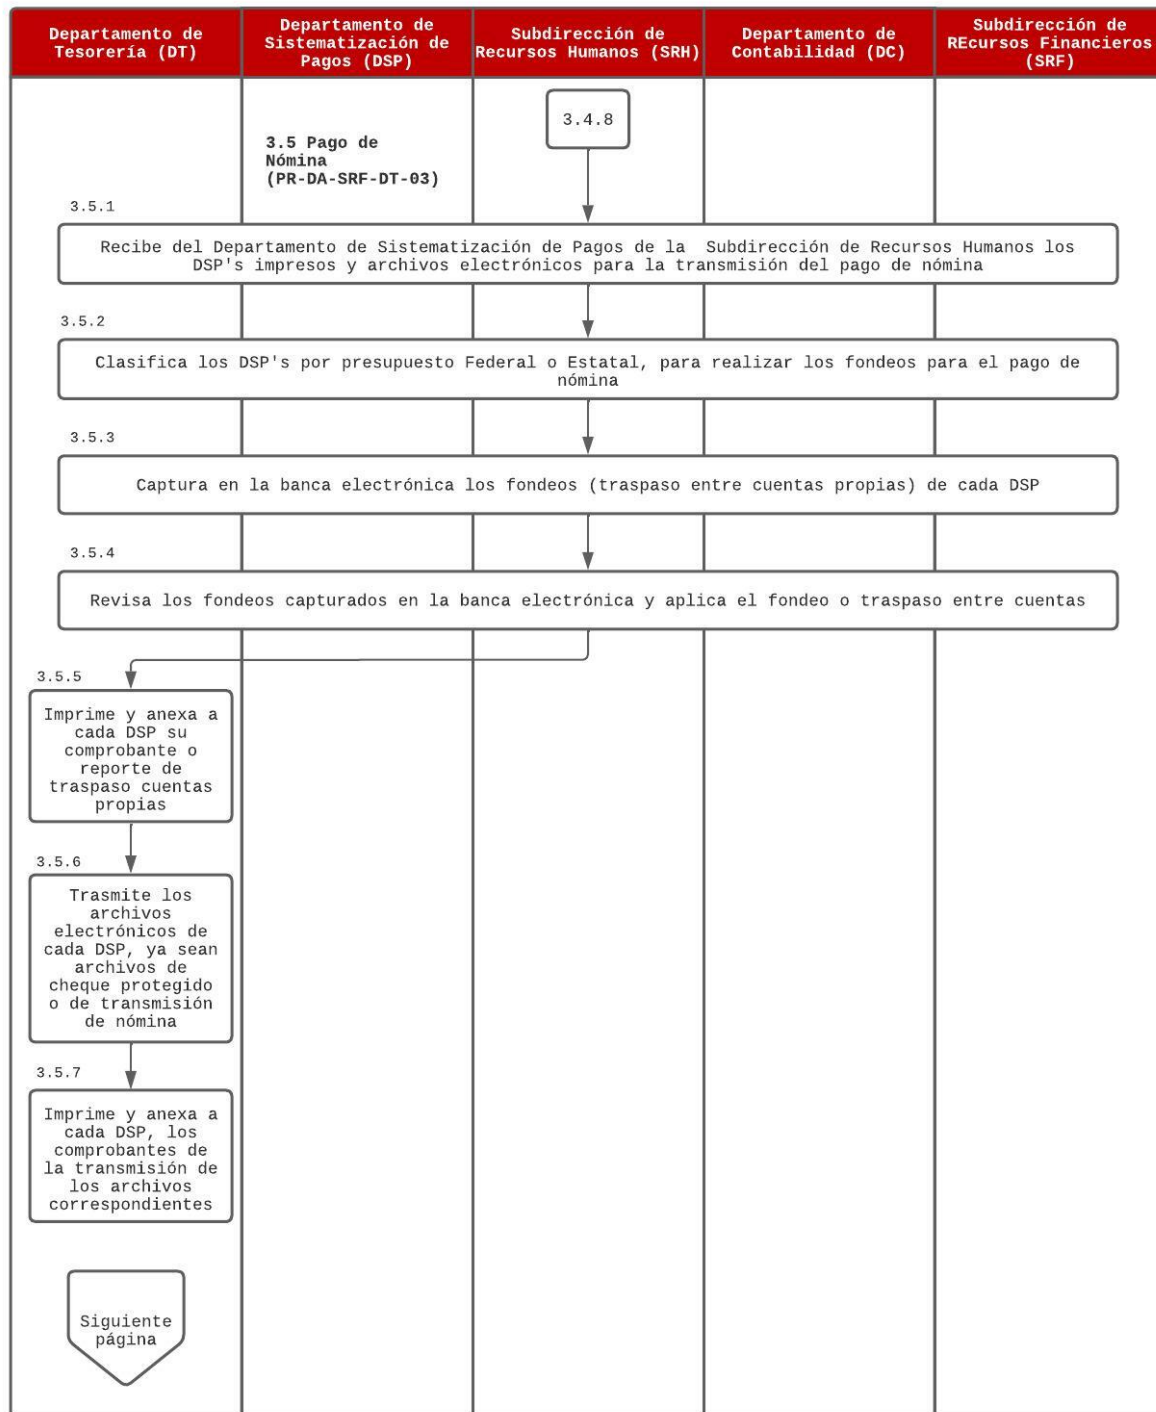 Departamento de
Tesorería (DT)
Departamento de
Sistematización de
Pagos (DSP)
Subdirección de
Recursos Humanos (SRH)
Departamento de
Contabilidad (DC)
Subdirección de
REcursos Financieros
(SRF)
3.4.8
3.5 Pago de
Nómina
(PR-DA-SRF-DT-03)
3.5.1
Recibe del Departamento de Sistematización de Pagos de la Subdirección de Recursos Humanos los
DSP's impresos y archivos electrónicos para la transmisión del pago de nómina
3.5.2
Clasifica los DSP's por presupuesto Federal o Estatal, para realizar los fondeos para el pago de
nómina
3.5.3
Captura en la banca electrónica los fondeos (traspaso entre cuentas propias) de cada DSP
3.5.4
Revisa los fondeos capturados en la banca electrónica y aplica el fondeo o traspaso entre cuentas
3.5.5
Imprime y anexa a
cada DSP su
comprobante o
reporte de
traspaso cuentas
propias
3.5.6
Trasmite los
archivos
electrónicos de
cada DSP, ya sean
archivos de
cheque protegido
o de transmisión
de nómina
3.5.7
Imprime y anexa a
cada DSP, los
comprobantes de
la transmisión de
los archivos
correspondientes
Siguiente
página